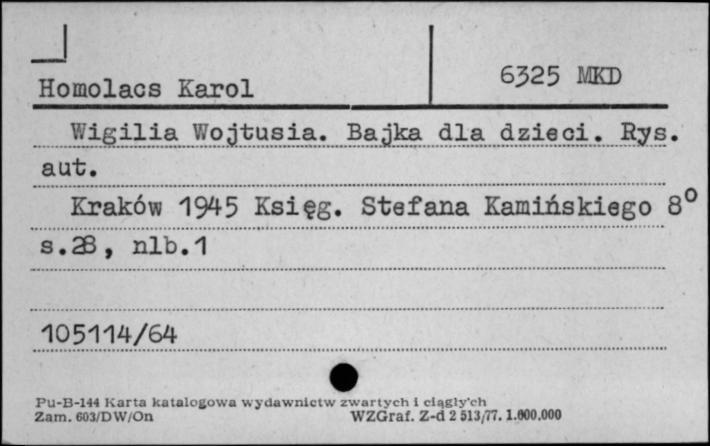 Homolacs Karol
6325 MKD
Wigilia Wojtusia. Bajka dla dzieci. Rys.
aut.
Kraków 1945 Księg. Stefana Kamińskiego 8°
s.28, nlb.1
105114/64
Pu-B-144 Karta katalogowa wydawnictw zwartych i ciągłych
Zam. 603/DW/On
WZGraf. Z-d 2 513/77. 1.000.000